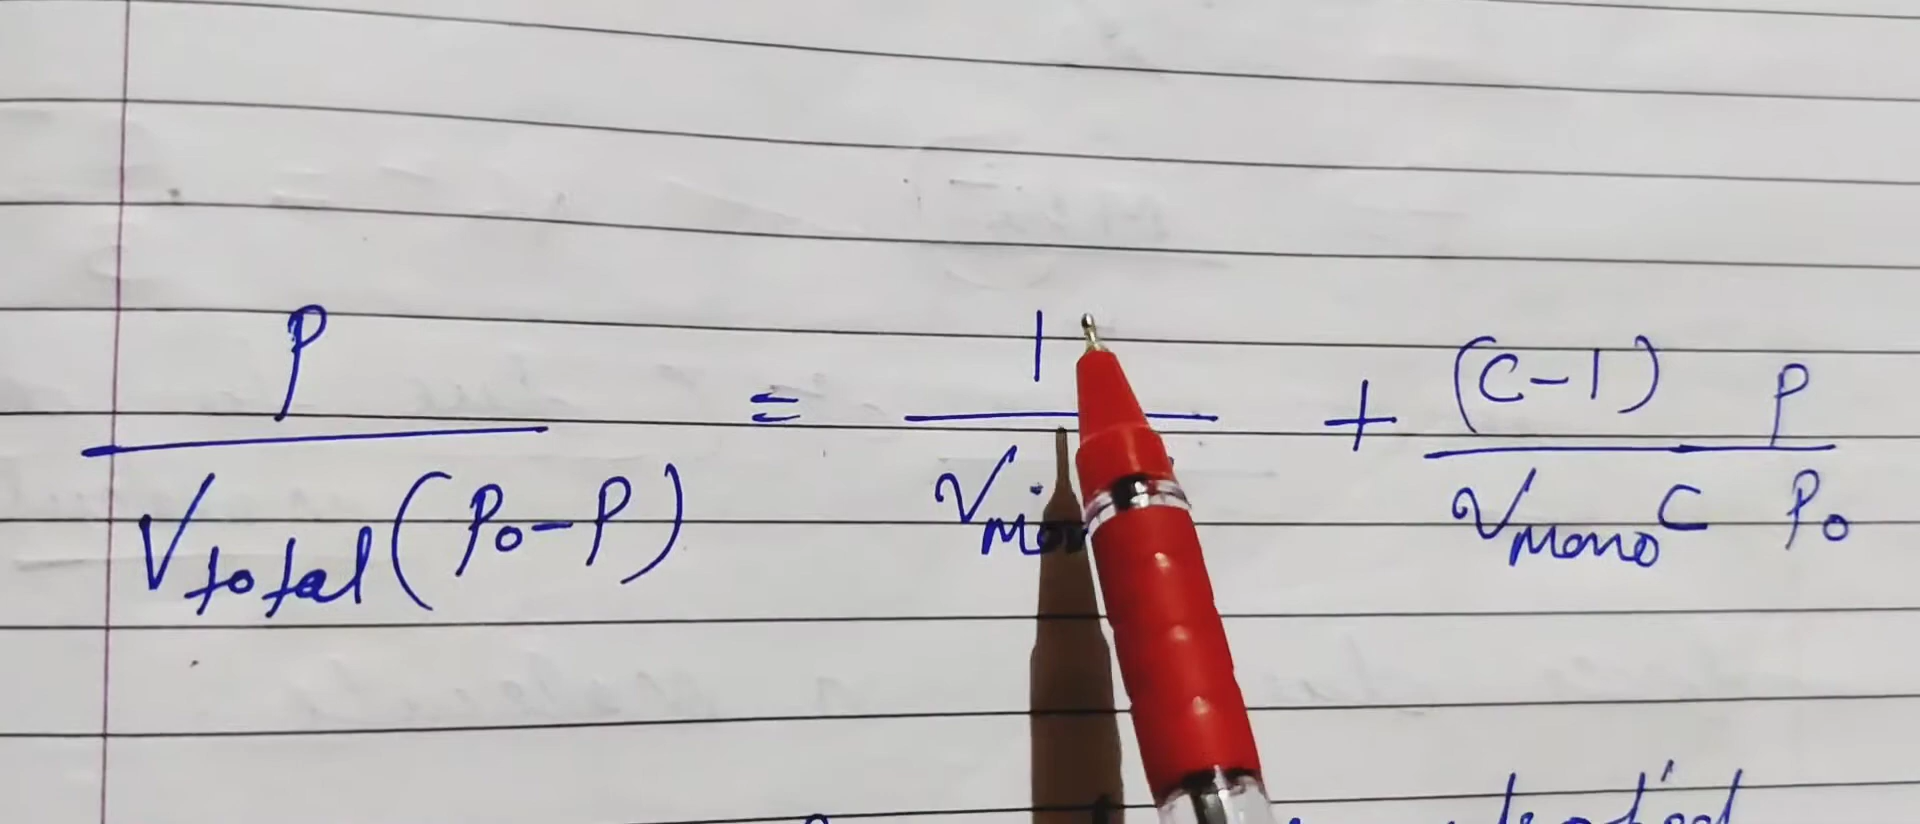 P / V_total (P₀ - P) = 1 / V_mo + (C-1) P / V_mono C P₀